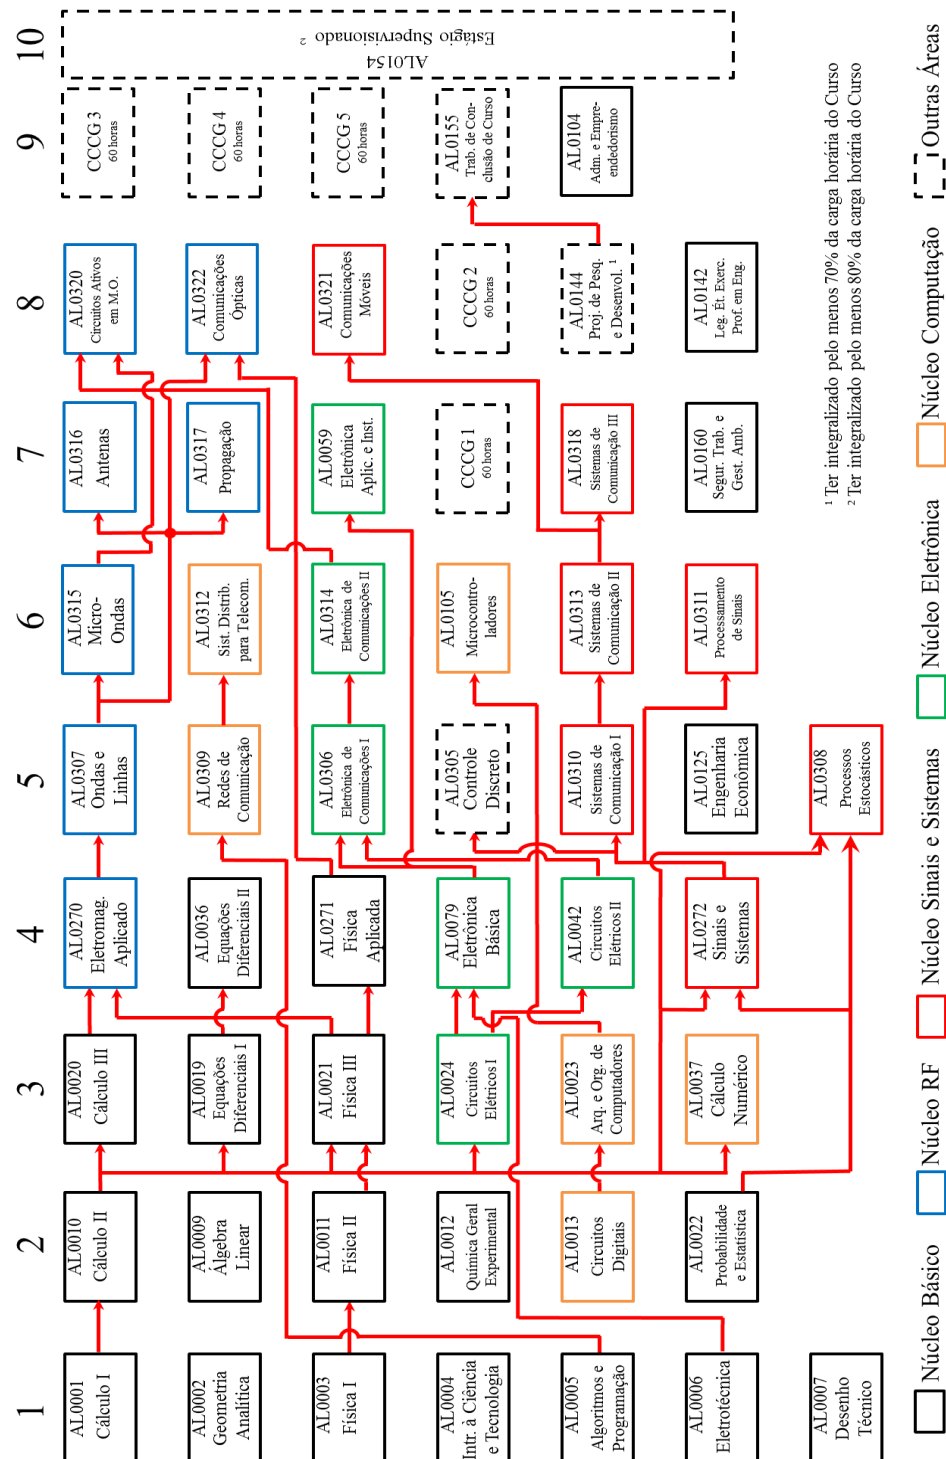 1
AL0001
Cálculo I
AL0002
Geometria
Analítica
AL0003
Física I
AL0004
Intr. à Ciência
e Tecnologia
AL0005
Algoritmos e
Programação
AL0006
Eletrotécnica
AL0007
Desenho
Técnico
2
AL0010
Cálculo II
AL0009
Álgebra
Linear
AL0011
Física II
AL0012
Química Geral
Experimental
AL0013
Circuitos
Digitais
AL0022
Probabilidade
e Estatística
3
AL0020
Cálculo III
AL0019
Equações
Diferenciais I
AL0021
Física III
AL0024
Circuitos
Elétricos I
AL0023
Arq. e Org. de
Computadores
AL0037
Cálculo
Numérico
4
AL0270
Eletromag.
Aplicado
AL0036
Equações
Diferenciais II
AL0271
Física
Aplicada
AL0079
Eletrônica
Básica
AL0042
Circuitos
Elétricos II
AL0272
Sinais e
Sistemas
5
AL0307
Ondas e
Linhas
AL0309
Redes de
Comunicação
AL0306
Eletrônica de
Comunicações I
AL0305
Controle
Discreto
AL0310
Sistemas de
Comunicação I
AL0125
Engenharia
Econômica
AL0308
Processos
Estocásticos
6
AL0315
Micro-
Ondas
AL0312
Sist. Distrib.
para Telecom.
AL0314
Eletrônica de
Comunicações II
AL0105
Microcontro-
ladores
AL0313
Sistemas de
Comunicação II
AL0311
Processamento
de Sinais
7
AL0316
Antenas
AL0317
Propagação
AL0059
Eletrônica
Aplic. e Inst.
CCCG 1
60 horas
AL0318
Sistemas de
Comunicação III
AL0160
Segur. Trab. e
Gest. Amb.
8
AL0320
Circuitos Ativos
em M.O.
AL0322
Comunicações
Ópticas
AL0321
Comunicações
Móveis
CCCG 2
60 horas
AL0144
Proj. de Pesq.
e Desenvol. ¹
AL0142
Leg. Ét. Exerc.
Prof. em Eng.
9
CCCG 3
60 horas
CCCG 4
60 horas
CCCG 5
60 horas
AL0155
Trab. de Con-
clusão de Curso
AL0104
Adm. e Empre-
endedorismo
10
AL0154
Estágio Supervisionado ²
¹ Ter integralizado pelo menos 70% da carga horária do Curso
² Ter integralizado pelo menos 80% da carga horária do Curso
Núcleo Básico
Núcleo RF
Núcleo Sinais e Sistemas
Núcleo Eletrônica
Núcleo Computação
Outras Áreas